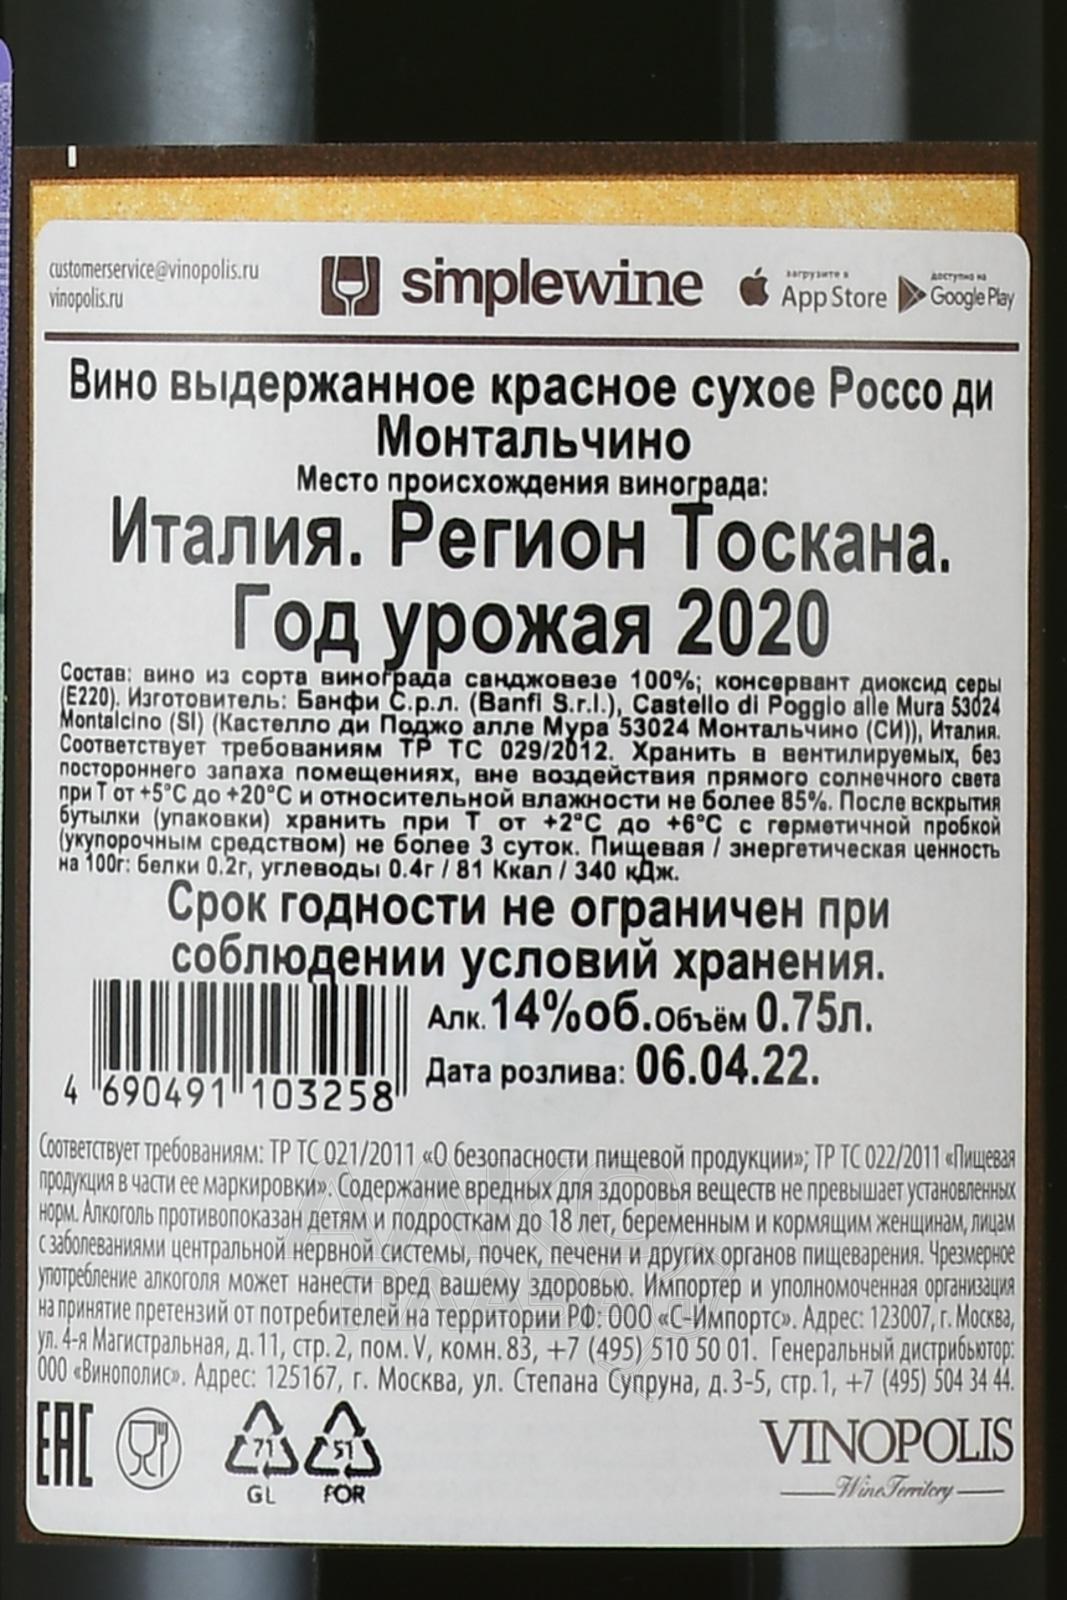 customerservice@vinopolis.ru
vinopolis.ru
simplewine
загрузите в
App Store
доступно на
Google Play
Вино выдержанное красное сухое Россо ди
Монтальчино
Место происхождения винограда:
Италия. Регион Тоскана.
Год урожая 2020
Состав: вино из сорта винограда санджовезе 100%; консервант диоксид серы
(Е220). Изготовитель: Банфи С.р.л. (Banfi S.r.l.), Castello di Poggio alle Mura 53024
Montalcino (SI) (Кастелло ди Поджо алле Мура 53024 Монтальчино (СИ)), Италия.
Соответствует требованиям ТР ТС 029/2012. Хранить в вентилируемых, без
постороннего запаха помещениях, вне воздействия прямого солнечного света
при Т от +5°С до +20°С и относительной влажности не более 85%. После вскрытия
бутылки (упаковки) хранить при Т от +2°С до +6°С с герметичной пробкой
(укупорочным средством) не более 3 суток. Пищевая / энергетическая ценность
на 100г: белки 0.2г, углеводы 0.4г / 81 Ккал / 340 кДж.
Срок годности не ограничен при
соблюдении условий хранения.
Алк. 14%об. Объём 0.75л.
Дата розлива: 06.04.22.
4 690491 103258
Соответствует требованиям: ТР ТС 021/2011 «О безопасности пищевой продукции»; ТР ТС 022/2011 «Пищевая
продукция в части ее маркировки». Содержание вредных для здоровья веществ не превышает установленных
норм. Алкоголь противопоказан детям и подросткам до 18 лет, беременным и кормящим женщинам, лицам
с заболеваниями центральной нервной системы, почек, печени и других органов пищеварения. Чрезмерное
употребление алкоголя может нанести вред вашему здоровью. Импортер и уполномоченная организация
на принятие претензий от потребителей на территории РФ: ООО «С-Импортс». Адрес: 123007, г. Москва,
ул. 4-я Магистральная, д. 11, стр. 2, пом. V, комн. 83, +7 (495) 510 50 01. Генеральный дистрибьютор:
ООО «Винополис». Адрес: 125167, г. Москва, ул. Степана Супруна, д. 3-5, стр. 1, +7 (495) 504 34 44.
EAC
71
GL
51
FOR
VINOPOLIS
Wine Territory